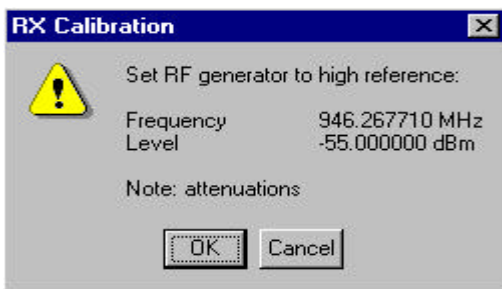 RX Calibration
Set RF generator to high reference:
Frequency 946.267710 MHz
Level -55.000000 dBm
Note: attenuations
OK Cancel